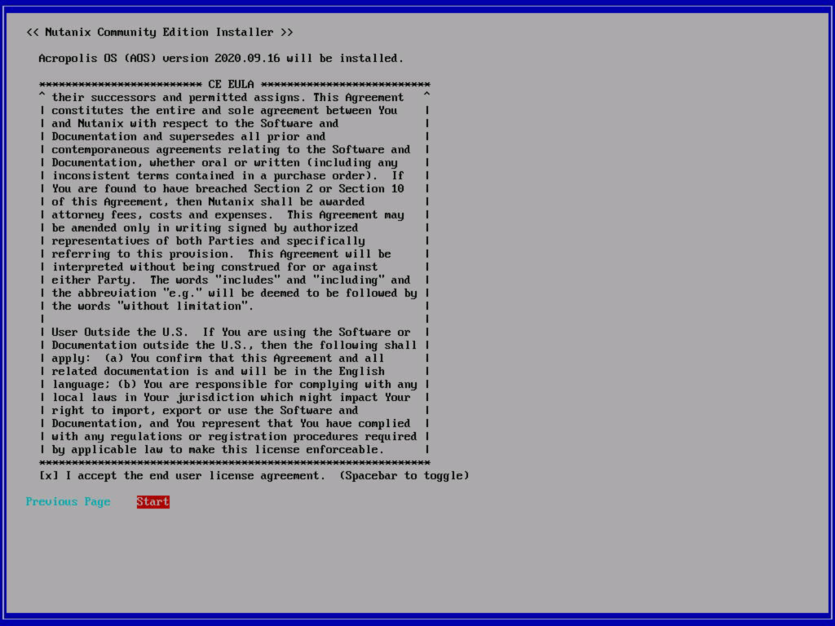 << Nutanix Community Edition Installer >>
Acropolis OS (AOS) version 2020.09.16 will be installed.
************************* CE EULA **************************
^ their successors and permitted assigns. This Agreement ^
| constitutes the entire and sole agreement between You |
| and Nutanix with respect to the Software and |
| Documentation and supersedes all prior and |
| contemporaneous agreements relating to the Software and |
| Documentation, whether oral or written (including any |
| inconsistent terms contained in a purchase order). If |
| You are found to have breached Section 2 or Section 10 |
| of this Agreement, then Nutanix shall be awarded |
| attorney fees, costs and expenses. This Agreement may |
| be amended only in writing signed by authorized |
| representatives of both Parties and specifically |
| referring to this provision. This Agreement will be |
| interpreted without being construed for or against |
| either Party. The words "includes" and "including" and |
| the abbreviation "e.g." will be deemed to be followed by |
| the words "without limitation". |
| |
| User Outside the U.S. If You are using the Software or |
| Documentation outside the U.S., then the following shall |
| apply: (a) You confirm that this Agreement and all |
| related documentation is and will be in the English |
| language; (b) You are responsible for complying with any |
| local laws in Your jurisdiction which might impact Your |
| right to import, export or use the Software and |
| Documentation, and You represent that You have complied |
| with any regulations or registration procedures required |
| by applicable law to make this license enforceable. |
************************************************************
[x] I accept the end user license agreement. (Spacebar to toggle)
Previous Page Start